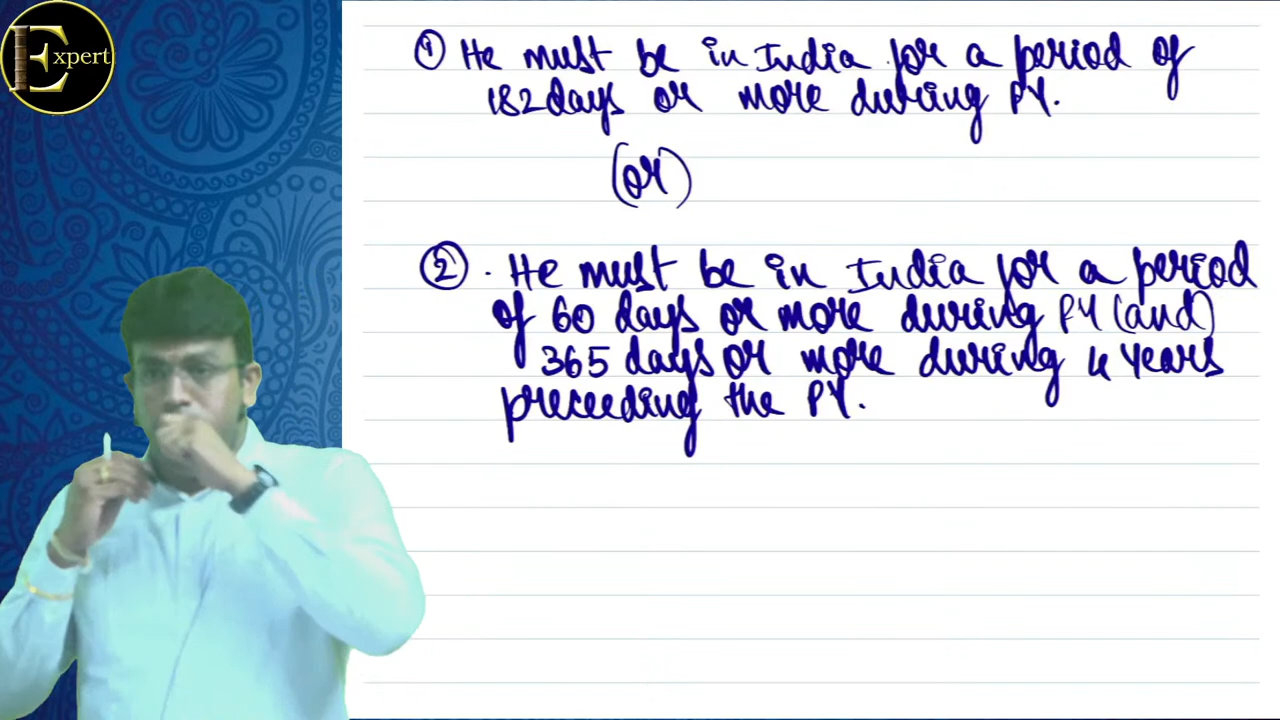 Expert
① He must be in India for a period of
182 days or more during PY.
(or)
②. He must be in India for a period
of 60 days or more during PY (and)
365 days or more during 4 years
preceeding the PY.